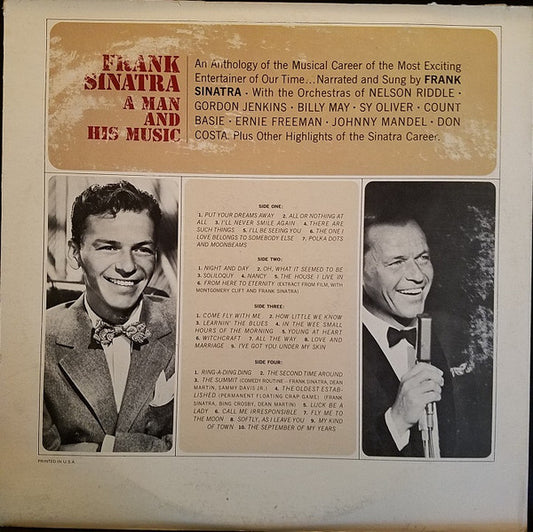 FRANK
SINATRA
A MAN
AND
HIS MUSIC
An Anthology of the Musical Career of the Most Exciting
Entertainer of Our Time...Narrated and Sung by FRANK
SINATRA · With the Orchestras of NELSON RIDDLE ·
GORDON JENKINS · BILLY MAY · SY OLIVER · COUNT
BASIE · ERNIE FREEMAN · JOHNNY MANDEL · DON
COSTA. Plus Other Highlights of the Sinatra Career.
SIDE ONE:
1. PUT YOUR DREAMS AWAY 2. ALL OR NOTHING AT
ALL 3. I'LL NEVER SMILE AGAIN 4. THERE ARE
SUCH THINGS 5. I'LL BE SEEING YOU 6. THE ONE I
LOVE BELONGS TO SOMEBODY ELSE 7. POLKA DOTS
AND MOONBEAMS
SIDE TWO:
1. NIGHT AND DAY 2. OH, WHAT IT SEEMED TO BE
3. SOLILOQUY 4. NANCY 5. THE HOUSE I LIVE IN
6. FROM HERE TO ETERNITY (EXTRACT FROM FILM, WITH
MONTGOMERY CLIFT AND FRANK SINATRA)
SIDE THREE:
1. COME FLY WITH ME 2. HOW LITTLE WE KNOW
3. LEARNIN' THE BLUES 4. IN THE WEE SMALL
HOURS OF THE MORNING 5. YOUNG AT HEART
6. WITCHCRAFT 7. ALL THE WAY 8. LOVE AND
MARRIAGE 9. I'VE GOT YOU UNDER MY SKIN
SIDE FOUR:
1. RING-A-DING DING 2. THE SECOND TIME AROUND
3. THE SUMMIT (COMEDY ROUTINE – FRANK SINATRA, DEAN
MARTIN, SAMMY DAVIS JR.) 4. THE OLDEST ESTAB-
LISHED (PERMANENT FLOATING CRAP GAME) (FRANK
SINATRA, BING CROSBY, DEAN MARTIN) 5. LUCK BE A
LADY 6. CALL ME IRRESPONSIBLE 7. FLY ME TO
THE MOON 8. SOFTLY, AS I LEAVE YOU 9. MY KIND
OF TOWN 10. THE SEPTEMBER OF MY YEARS
PRINTED IN U.S.A.